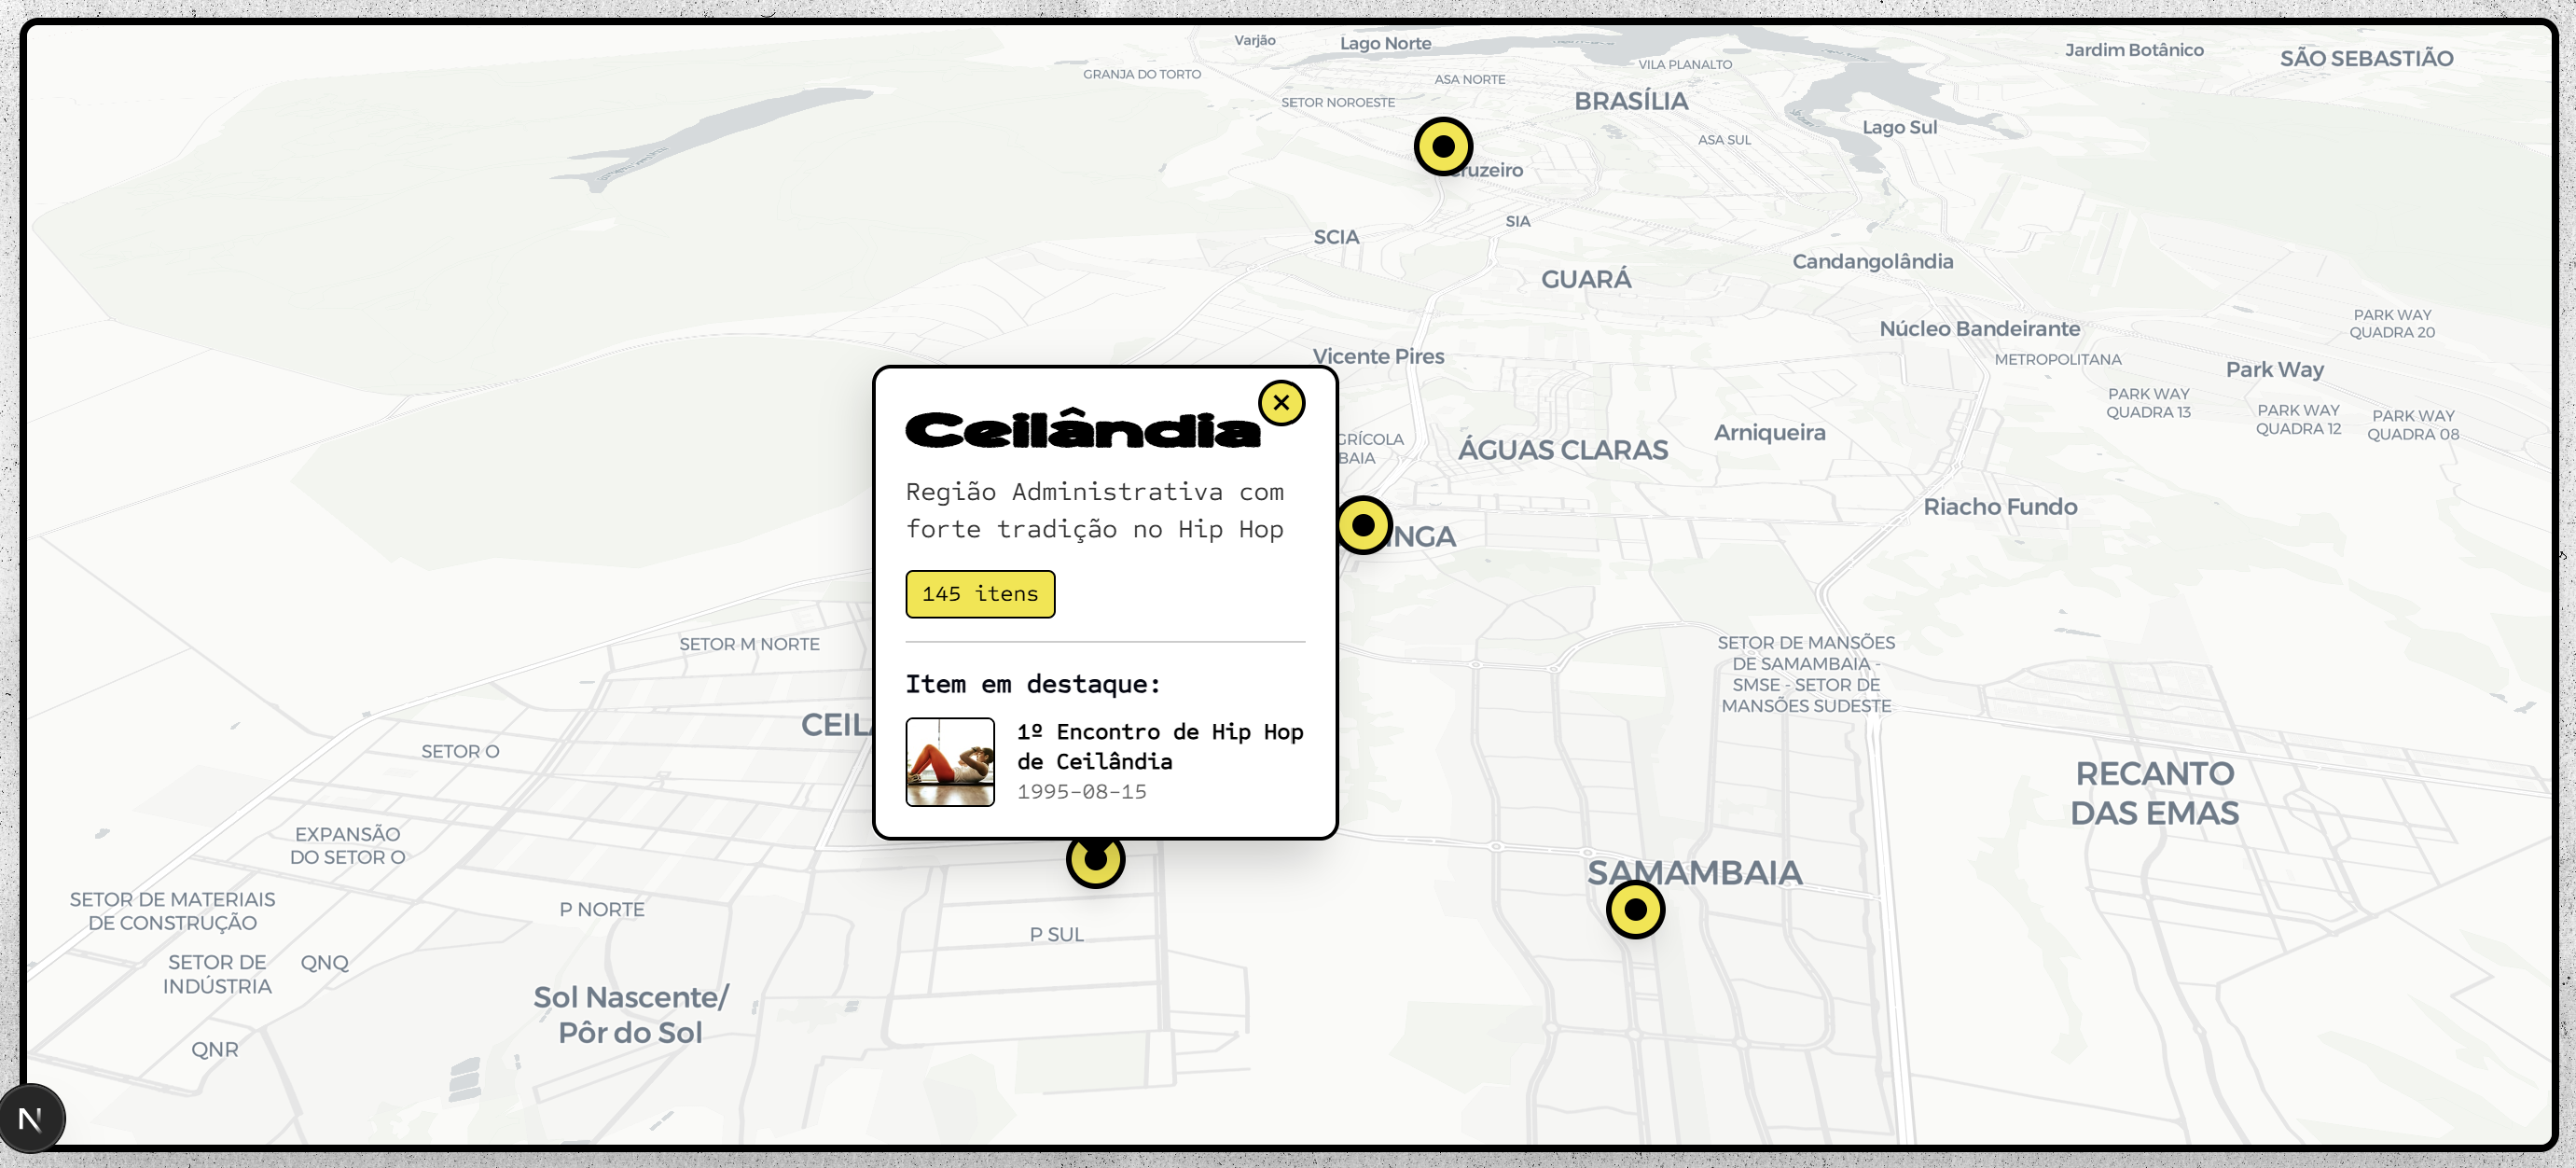 Varjão
Lago Norte
Jardim Botânico
SÃO SEBASTIÃO
GRANJA DO TORTO
ASA NORTE
VILA PLANALTO
SETOR NOROESTE
BRASÍLIA
Lago Sul
ASA SUL
Cruzeiro
SIA
SCIA
Candangolândia
GUARÁ
PARK WAY
QUADRA 20
Núcleo Bandeirante
Vicente Pires
METROPOLITANA
Park Way
PARK WAY
QUADRA 13
PARK WAY
QUADRA 12
PARK WAY
QUADRA 08
Ceilândia
×
Região Administrativa com
forte tradição no Hip Hop
145 itens
Item em destaque:
1º Encontro de Hip Hop
de Ceilândia
1995-08-15
GRÍCOLA
BAIA
ÁGUAS CLARAS
Arniqueira
Riacho Fundo
INGA
SETOR M NORTE
SETOR DE MANSÕES
DE SAMAMBAIA -
SMSE - SETOR DE
MANSÕES SUDESTE
CEIL
SETOR O
RECANTO
DAS EMAS
EXPANSÃO
DO SETOR O
SAMAMBAIA
SETOR DE MATERIAIS
DE CONSTRUÇÃO
P NORTE
P SUL
SETOR DE
INDÚSTRIA
QNQ
Sol Nascente/
Pôr do Sol
QNR
N